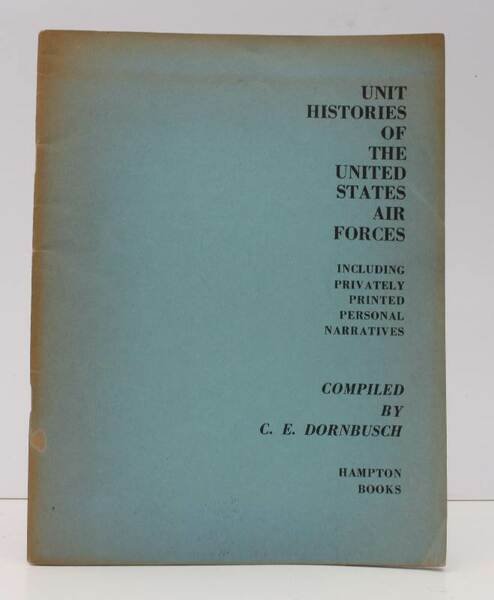 UNIT
HISTORIES
OF
THE
UNITED
STATES
AIR
FORCES
INCLUDING
PRIVATELY
PRINTED
PERSONAL
NARRATIVES
COMPILED
BY
C. E. DORNBUSCH
HAMPTON
BOOKS